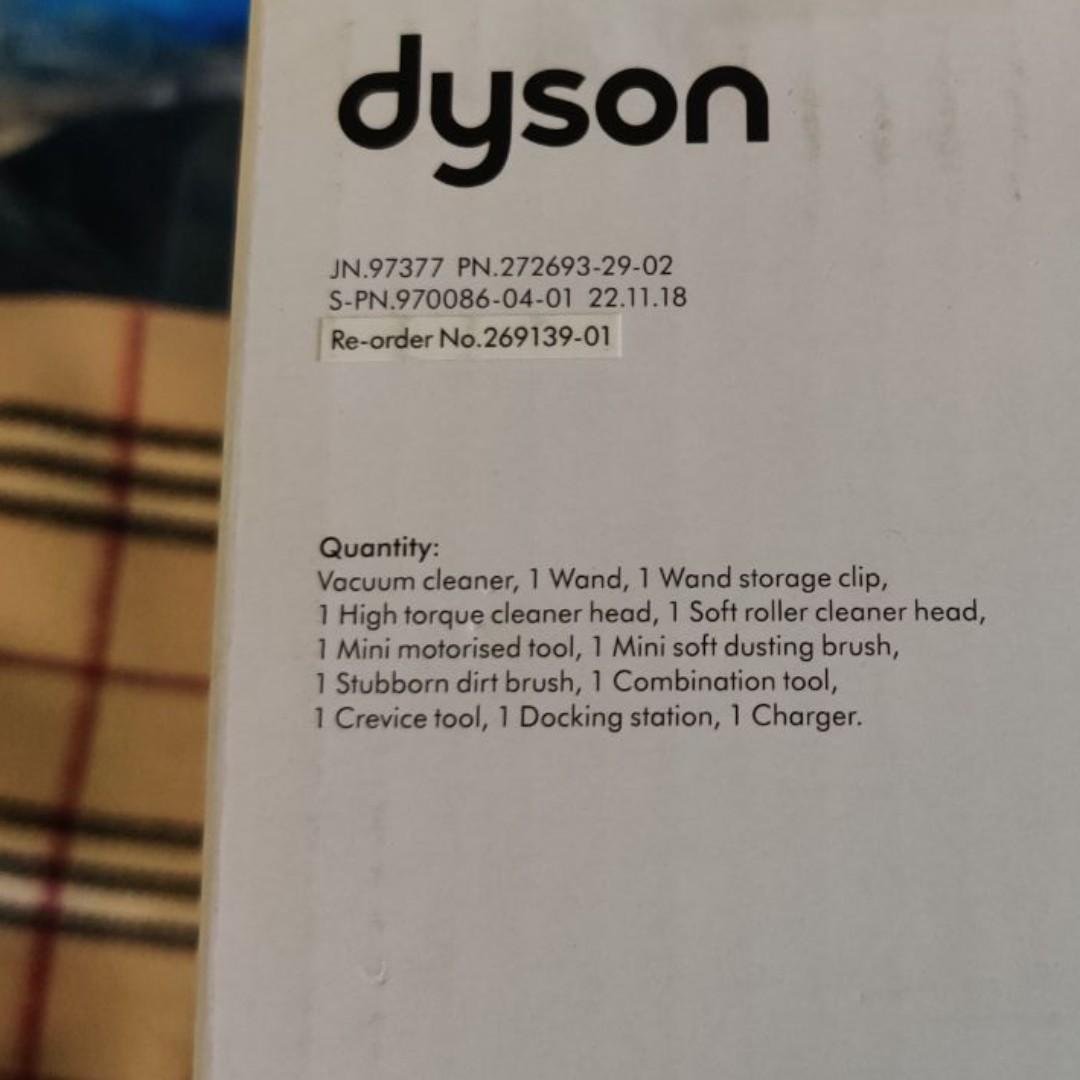 dyson
JN.97377 PN.272693-29-02
S-PN.970086-04-01 22.11.18
Re-order No.269139-01
Quantity:
Vacuum cleaner, 1 Wand, 1 Wand storage clip,
1 High torque cleaner head, 1 Soft roller cleaner head,
1 Mini motorised tool, 1 Mini soft dusting brush,
1 Stubborn dirt brush, 1 Combination tool,
1 Crevice tool, 1 Docking station, 1 Charger.